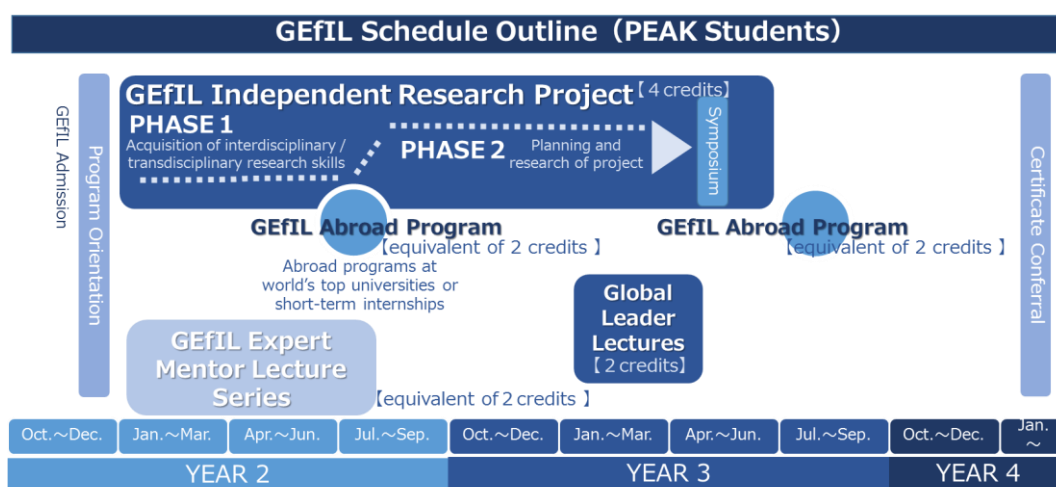 GEfIL Schedule Outline（PEAK Students）
GEfIL Admission
Program Orientation
GEfIL Independent Research Project【4 credits】
PHASE 1
Acquisition of interdisciplinary /
transdisciplinary research skills
PHASE 2
Planning and
research of project
Symposium
GEfIL Abroad Program
【equivalent of 2 credits 】
Abroad programs at
world's top universities or
short-term internships
GEfIL Abroad Program
【equivalent of 2 credits 】
Global
Leader
Lectures
【2 credits】
GEfIL Expert
Mentor Lecture
Series
【equivalent of 2 credits 】
Certificate Conferral
Oct.～Dec.
Jan.～Mar.
Apr.～Jun.
Jul.～Sep.
Oct.～Dec.
Jan.～Mar.
Apr.～Jun.
Jul.～Sep.
Oct.～Dec.
Jan.
～
YEAR 2
YEAR 3
YEAR 4